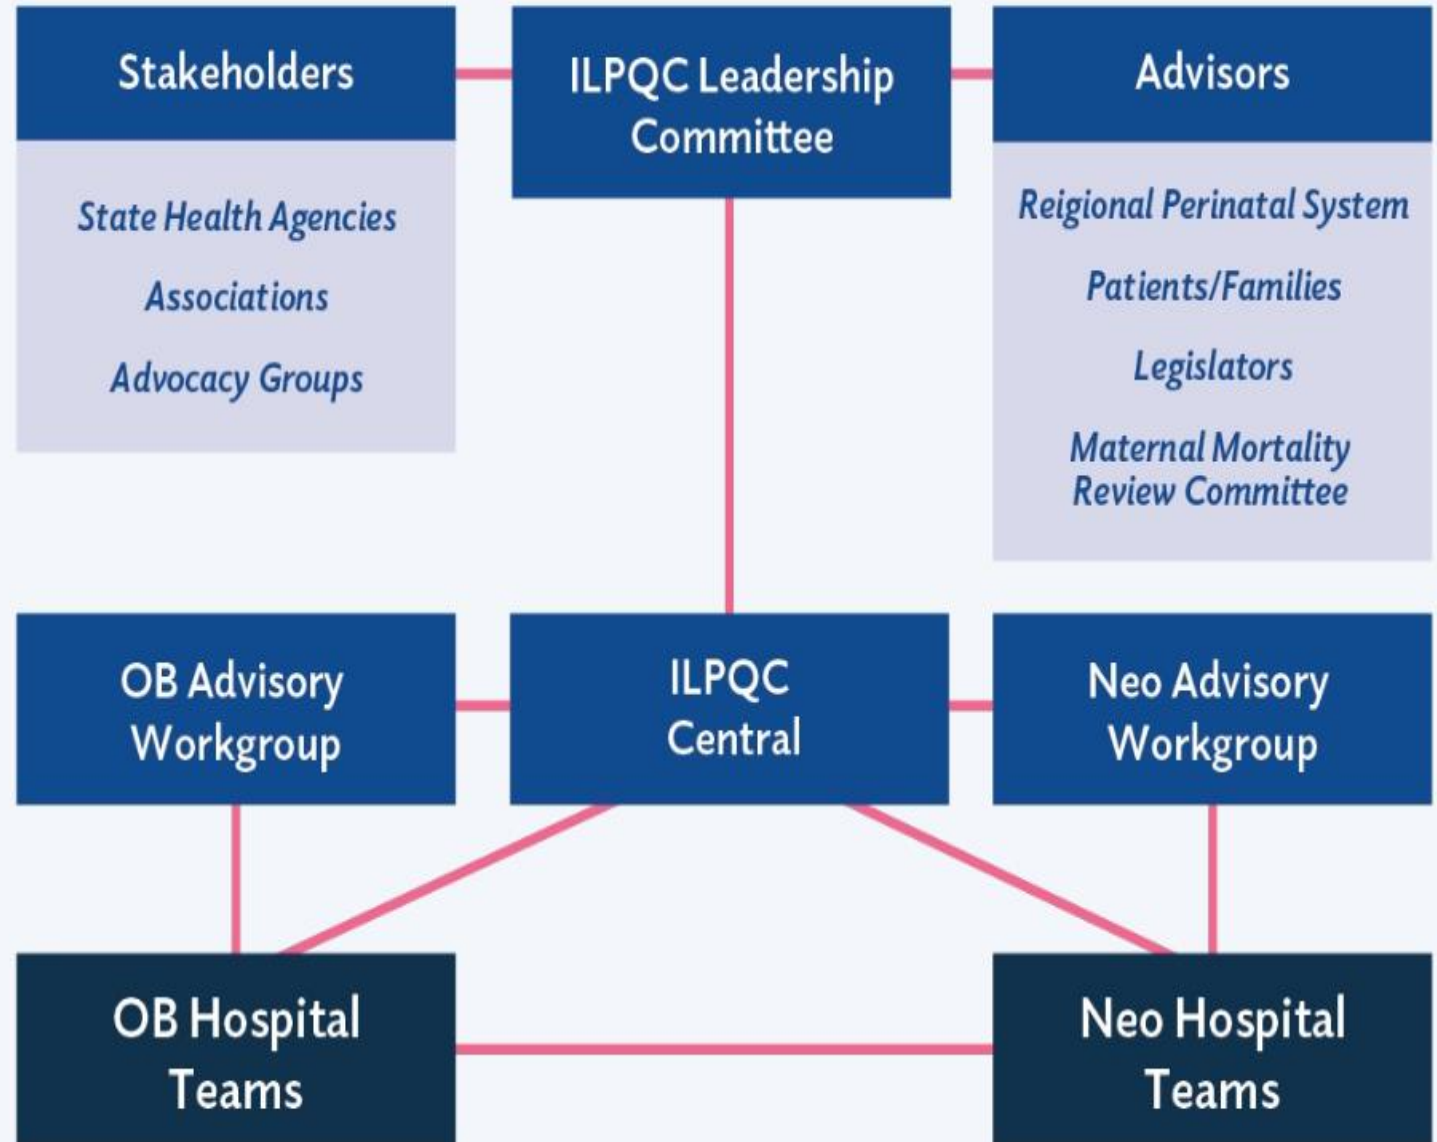 Stakeholders
State Health Agencies
Associations
Advocacy Groups
ILPQC Leadership
Committee
Advisors
Reigional Perinatal System
Patients/Families
Legislators
Maternal Mortality
Review Committee
OB Advisory
Workgroup
ILPQC
Central
Neo Advisory
Workgroup
OB Hospital
Teams
Neo Hospital
Teams